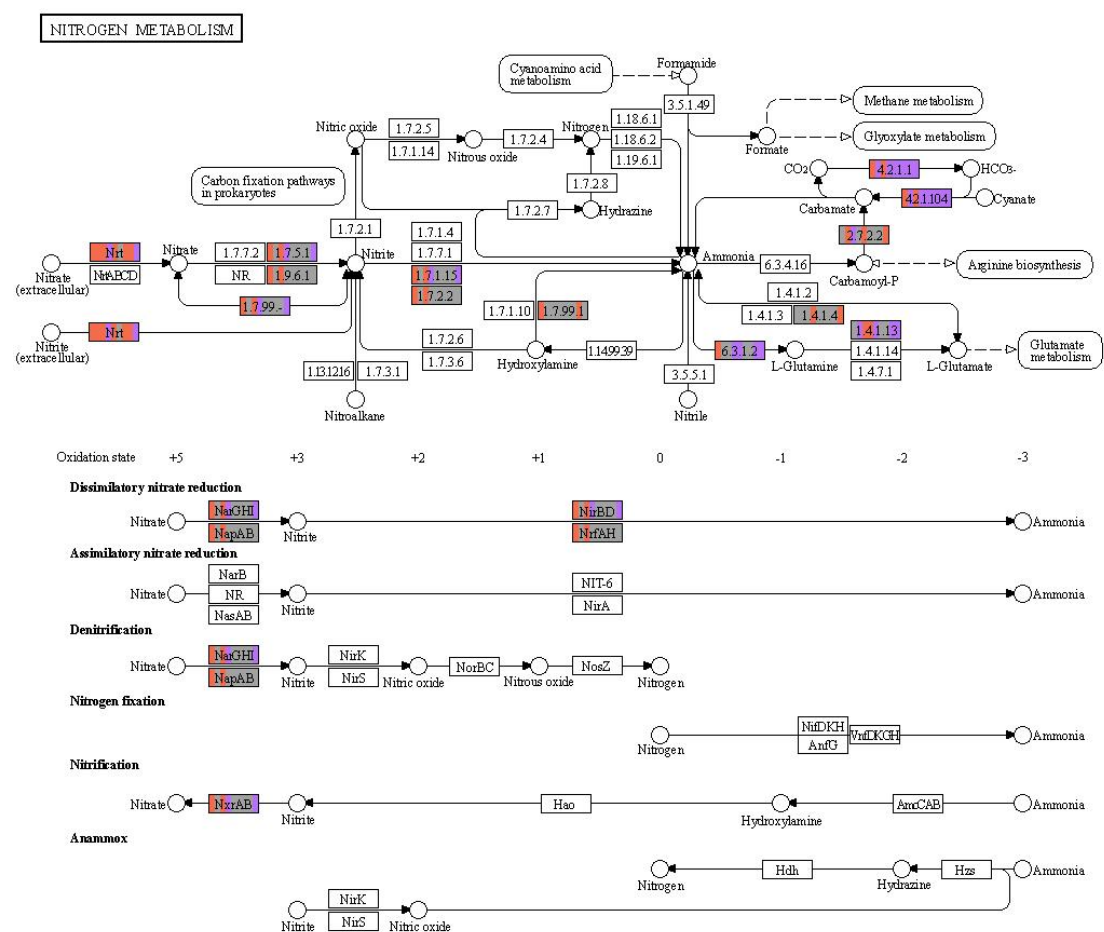 NITROGEN METABOLISM
Formamide
Cyanoamino acid
metabolism
3.5.1.49
Methane metabolism
Glyoxylate metabolism
Formate
Nitric oxide
1.7.2.5
1.7.1.14
Nitrous oxide
1.7.2.4
Nitrogen
1.18.6.1
1.18.6.2
1.19.6.1
Carbon fixation pathways
in prokaryotes
1.7.2.8
1.7.2.7
Hydrazine
CO2
4.2.1.1
HCO3-
Carbamate
4.2.1.104
Cyanate
1.7.2.1
2.7.2.2
Nrt
NrtABCD
Nitrate
(extracellular)
Nitrate
1.7.7.2
NR
1.7.5.1
1.9.6.1
Nitrite
1.7.1.4
1.7.7.1
1.7.1.15
1.7.2.2
Ammonia
6.3.4.16
Carbamoyl-P
Arginine biosynthesis
1.7.99.-
1.7.1.10
1.7.99.1
1.4.1.2
1.4.1.3
1.4.1.4
Nrt
Nitrite
(extracellular)
1.7.2.6
1.7.3.6
Hydroxylamine
1.14.99.39
6.3.1.2
L-Glutamine
1.4.1.13
1.4.1.14
1.4.7.1
L-Glutamate
Glutamate
metabolism
1.13.12.16
1.7.3.1
3.5.5.1
Nitroalkane
Nitrile
Oxidation state +5 +3 +2 +1 0 -1 -2 -3
Dissimilatory nitrate reduction
NarGHI NirBD
Nitrate Nitrite Ammonia
NapAB NrfAH
Assimilatory nitrate reduction
NarB NIT-6
Nitrate NR Nitrite Ammonia
NasAB NirA
Denitrification
NarGHI NirK
Nitrate NorBC NosZ
NapAB Nitrite NirS Nitric oxide Nitrous oxide Nitrogen
Nitrogen fixation
NifDKH
Nitrogen VnfDKGH Ammonia
AnfG
Nitrification
Nitrate NxrAB Nitrite Hao Hydroxylamine AmoCAB Ammonia
Anammox
Nitrogen Hdh Hydrazine Hzs Ammonia
NirK
Nitrite Nitric oxide
NirS